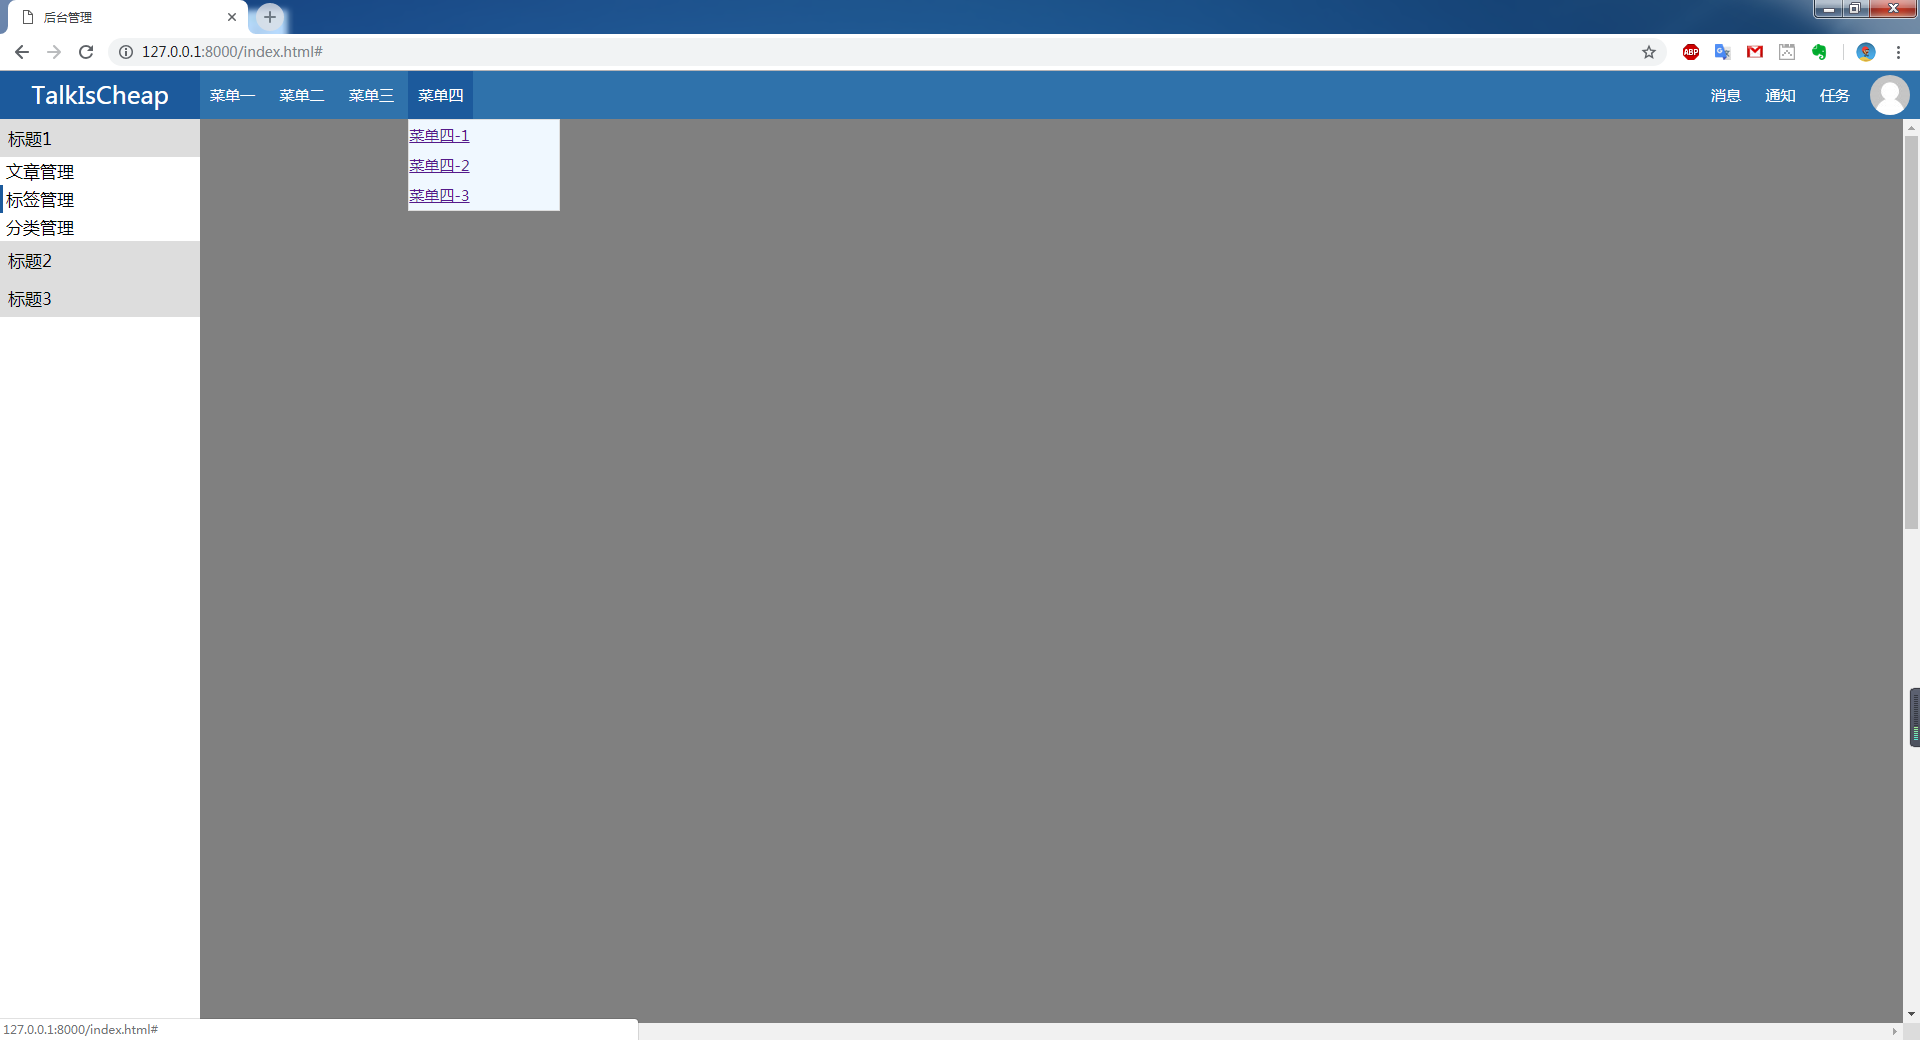 后台管理
127.0.0.1:8000/index.html#
ABP
TalkIsCheap
菜单一
菜单二
菜单三
菜单四
消息
通知
任务
标题1
文章管理
标签管理
分类管理
标题2
标题3
菜单四-1
菜单四-2
菜单四-3
127.0.0.1:8000/index.html#